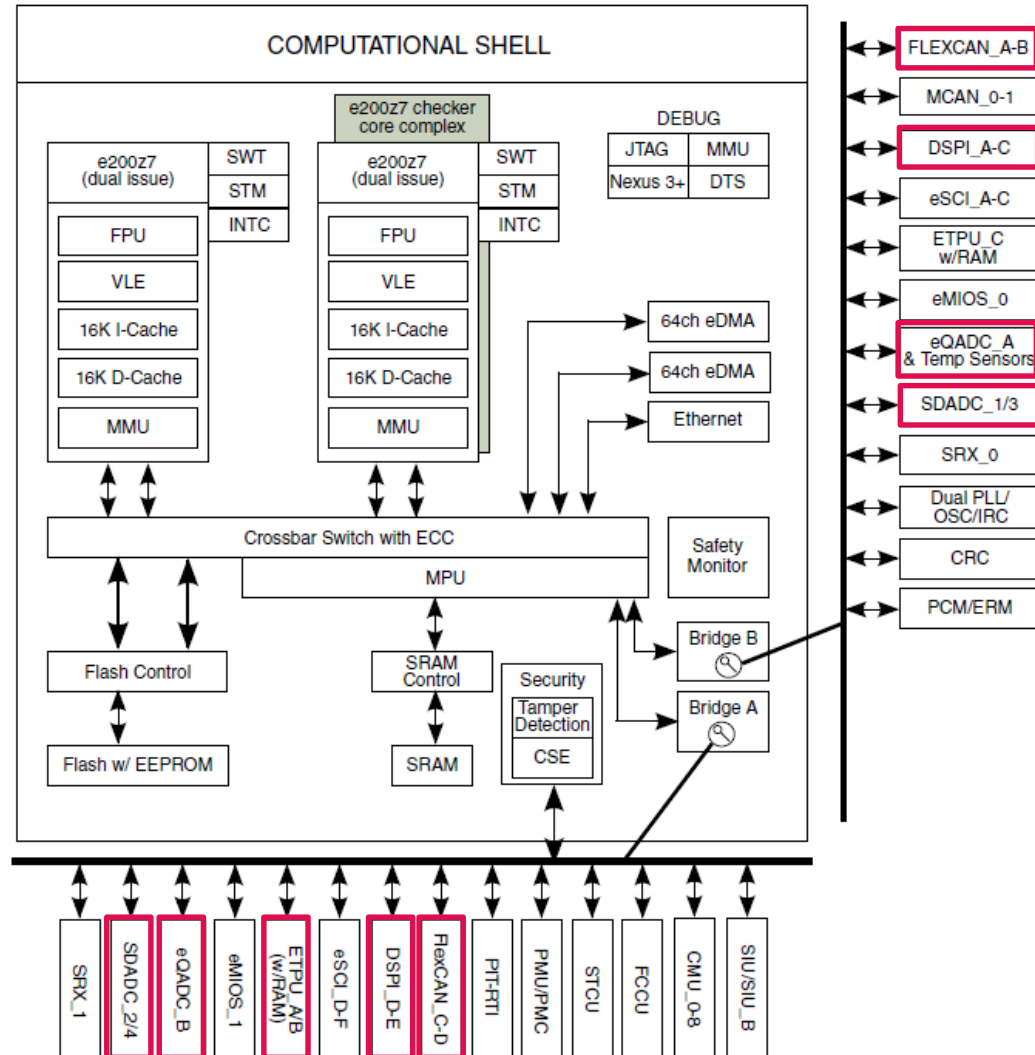 COMPUTATIONAL SHELL
e200z7 checker
core complex
DEBUG
JTAG
MMU
Nexus 3+
DTS
e200z7
(dual issue)
SWT
STM
INTC
FPU
VLE
16K I-Cache
16K D-Cache
MMU
e200z7
(dual issue)
SWT
STM
INTC
FPU
VLE
16K I-Cache
16K D-Cache
MMU
64ch eDMA
64ch eDMA
Ethernet
Crossbar Switch with ECC
MPU
Safety
Monitor
Flash Control
Flash w/ EEPROM
SRAM
Control
SRAM
Security
Tamper
Detection
CSE
Bridge B
Bridge A
FLEXCAN_A-B
MCAN_0-1
DSPI_A-C
eSCI_A-C
ETPU_C
w/RAM
eMIOS_0
eQADC_A
& Temp Sensors
SDADC_1/3
SRX_0
Dual PLL/
OSC/IRC
CRC
PCM/ERM
SRX_1
SDADC_2/4
eQADC_B
eMIOS_1
ETPU_A/B
(w/RAM)
eSCI_D-F
DSPI_D-E
FlexCAN_C-D
PIT-RTI
PMU/PMC
STCU
FCCU
CMU_0-8
SIU/SIU_B